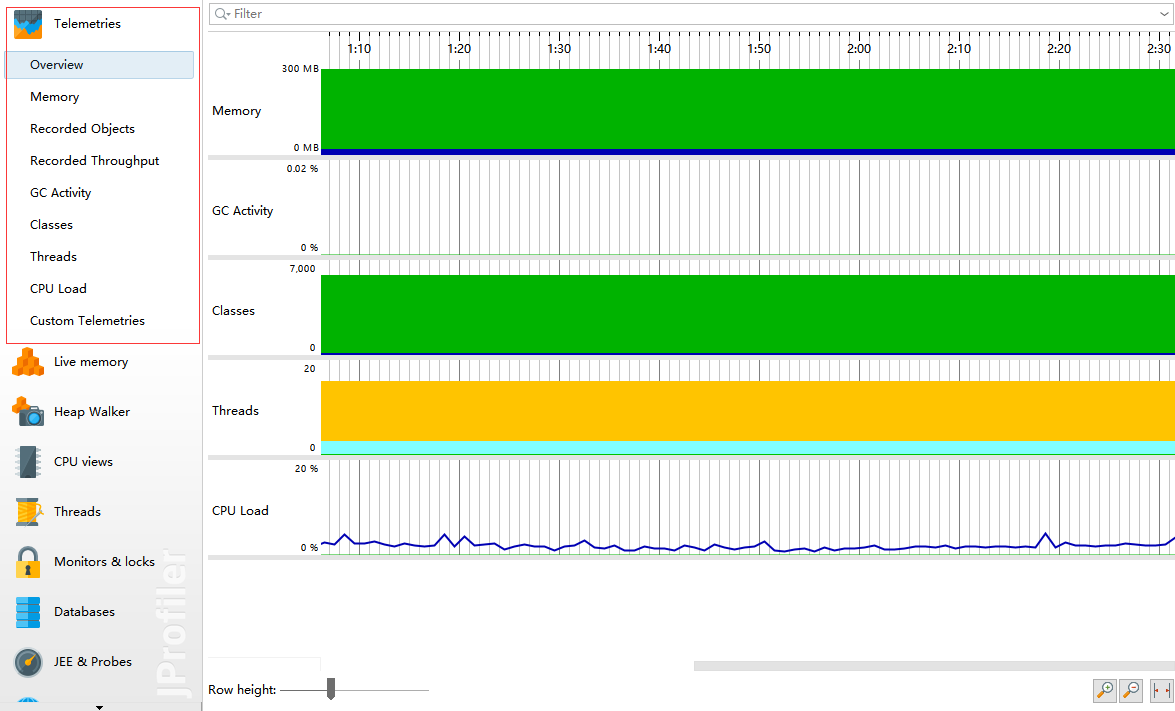 Telemetries
Overview
Memory
Recorded Objects
Recorded Throughput
GC Activity
Classes
Threads
CPU Load
Custom Telemetries
Live memory
Heap Walker
CPU views
Threads
Monitors & locks
Databases
JEE & Probes
JProfiler
Filter
1:10 1:20 1:30 1:40 1:50 2:00 2:10 2:20 2:30
300 MB
Memory
0 MB
0.02 %
GC Activity
0 %
7,000
Classes
0
20
Threads
0
20 %
CPU Load
0 %
Row height: